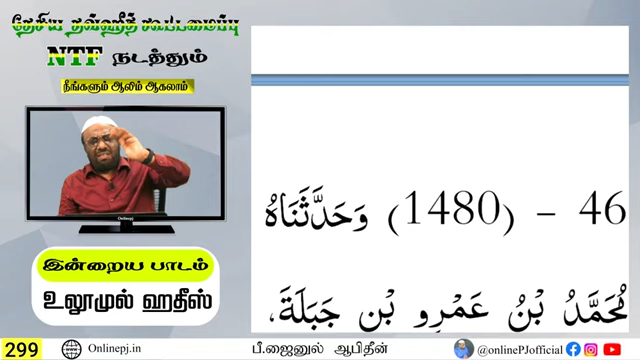 தேசிய தவ்ஹீத் கூட்டமைப்பு
NTF நடத்தும்
நீங்களும் ஆலிம் ஆகலாம்
Onlinepj
இன்றைய பாடம்
உலூமுல் ஹதீஸ்
46 - (1480) وَحَدَّثَنَاهُ
مُحَمَّدُ بْنُ عَمْرِو بْنِ جَبَلَةَ،
299 Onlinepj.in பீ.ஜைனுல் ஆபிதீன் @onlinePJofficial